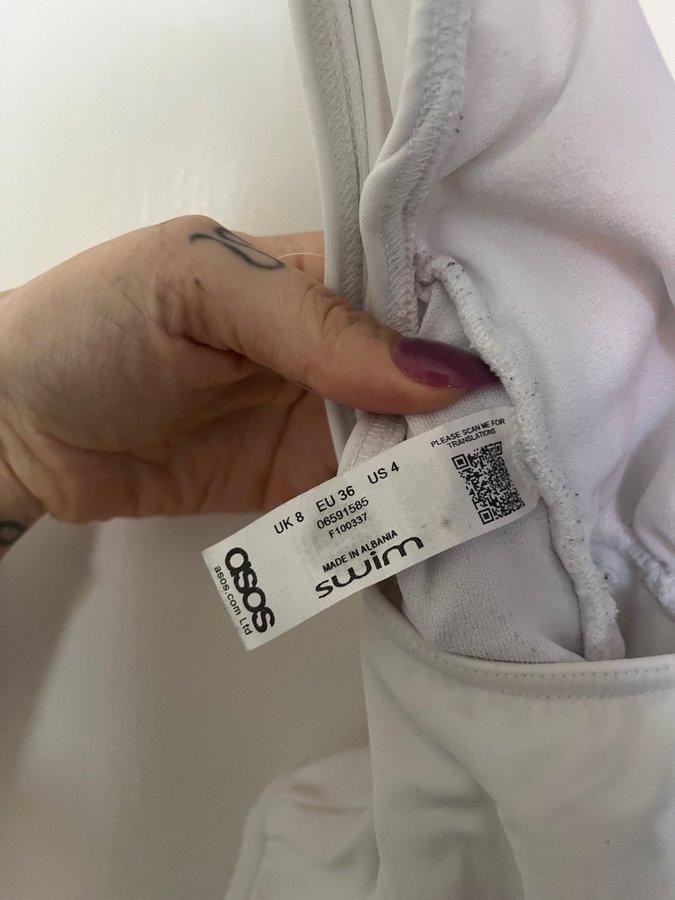 UK 8 EU 36 US 4
06591585
F100337
MADE IN ALBANIA
swim
asos
asos.com Ltd
PLEASE SCAN ME FOR
TRANSLATIONS